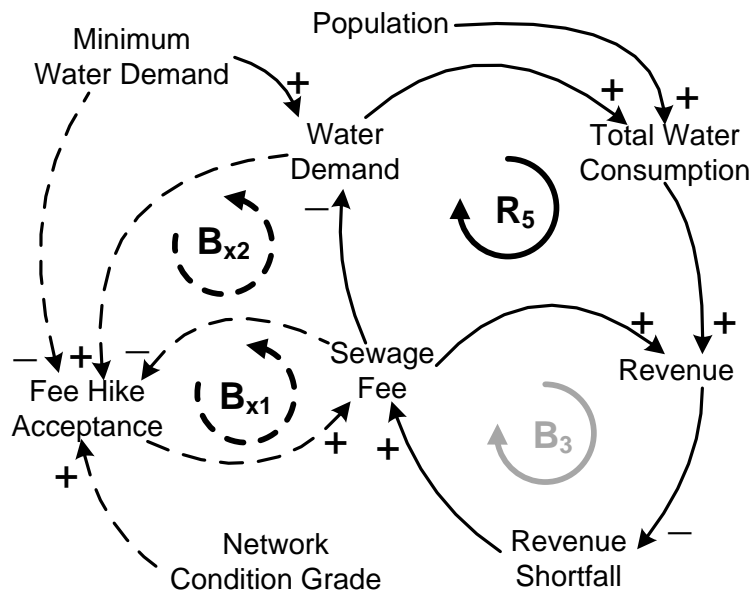 Population
Minimum
Water Demand
+
+
+
Water
Demand
Total Water
Consumption
–
R5
Bx2
+
+
–
+
–
Sewage
Fee
Revenue
Fee Hike
Acceptance
Bx1
B3
+
+
+
–
Network
Condition Grade
Revenue
Shortfall